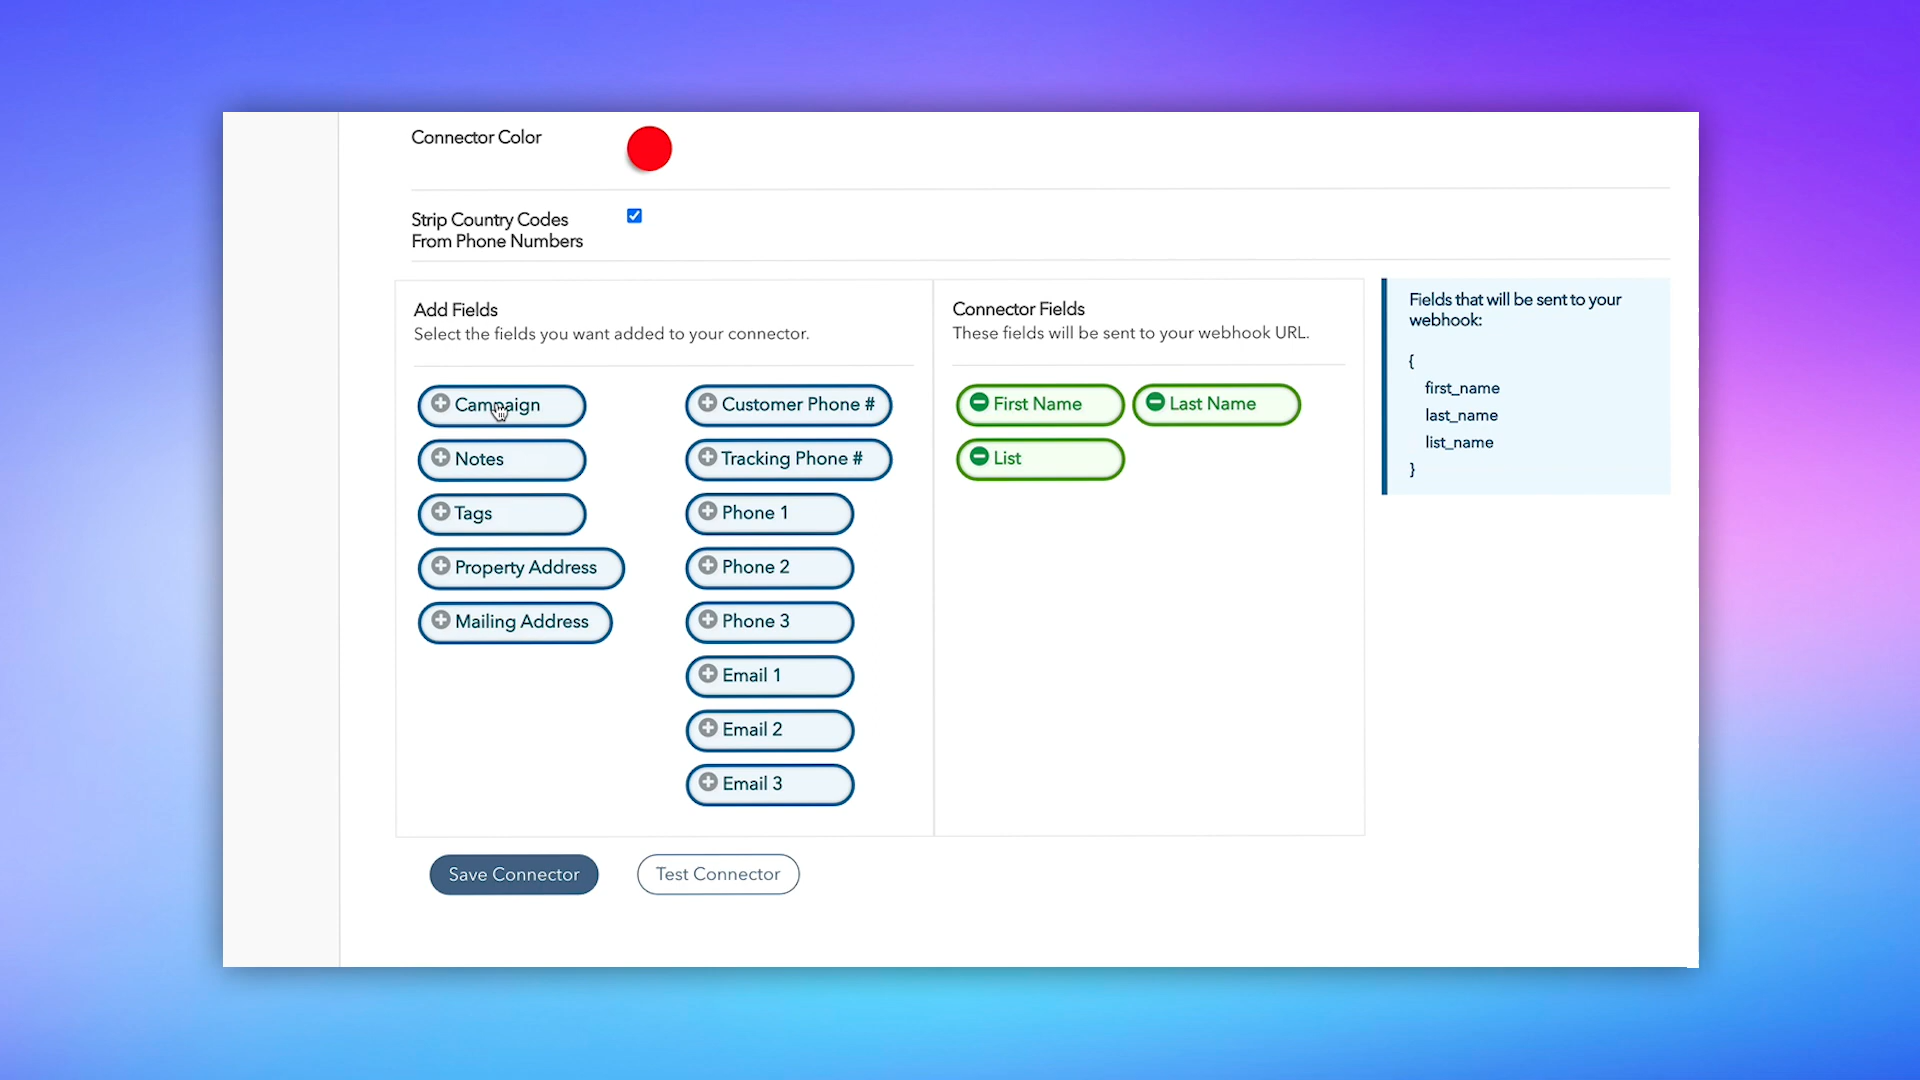 Connector Color
Strip Country Codes
From Phone Numbers
Add Fields
Select the fields you want added to your connector.
Campaign
Notes
Tags
Property Address
Mailing Address
Customer Phone #
Tracking Phone #
Phone 1
Phone 2
Phone 3
Email 1
Email 2
Email 3
Connector Fields
These fields will be sent to your webhook URL.
First Name
Last Name
List
Fields that will be sent to your
webhook:
{
first_name
last_name
list_name
}
Save Connector
Test Connector